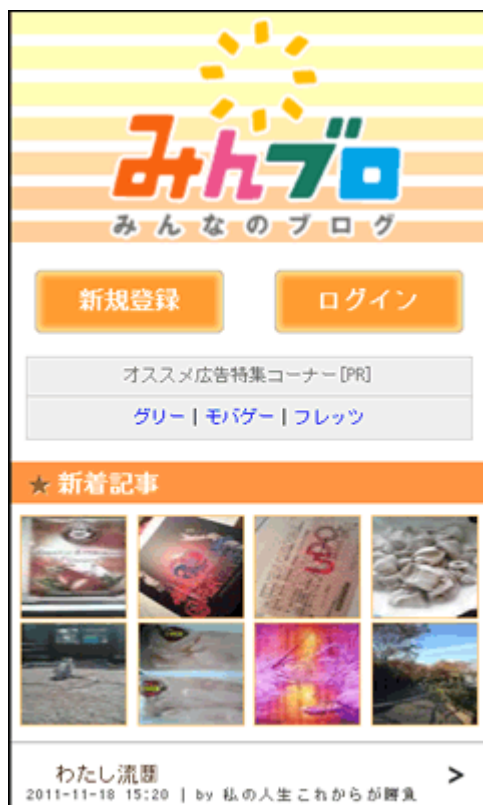 みんブロ
みんなのブログ
新規登録 ログイン
オススメ広告特集コーナー[PR]
グリー | モバゲー | フレッツ
★ 新着記事
わたし流 >
2011-11-18 15:20 | by 私の人生これからが勝負